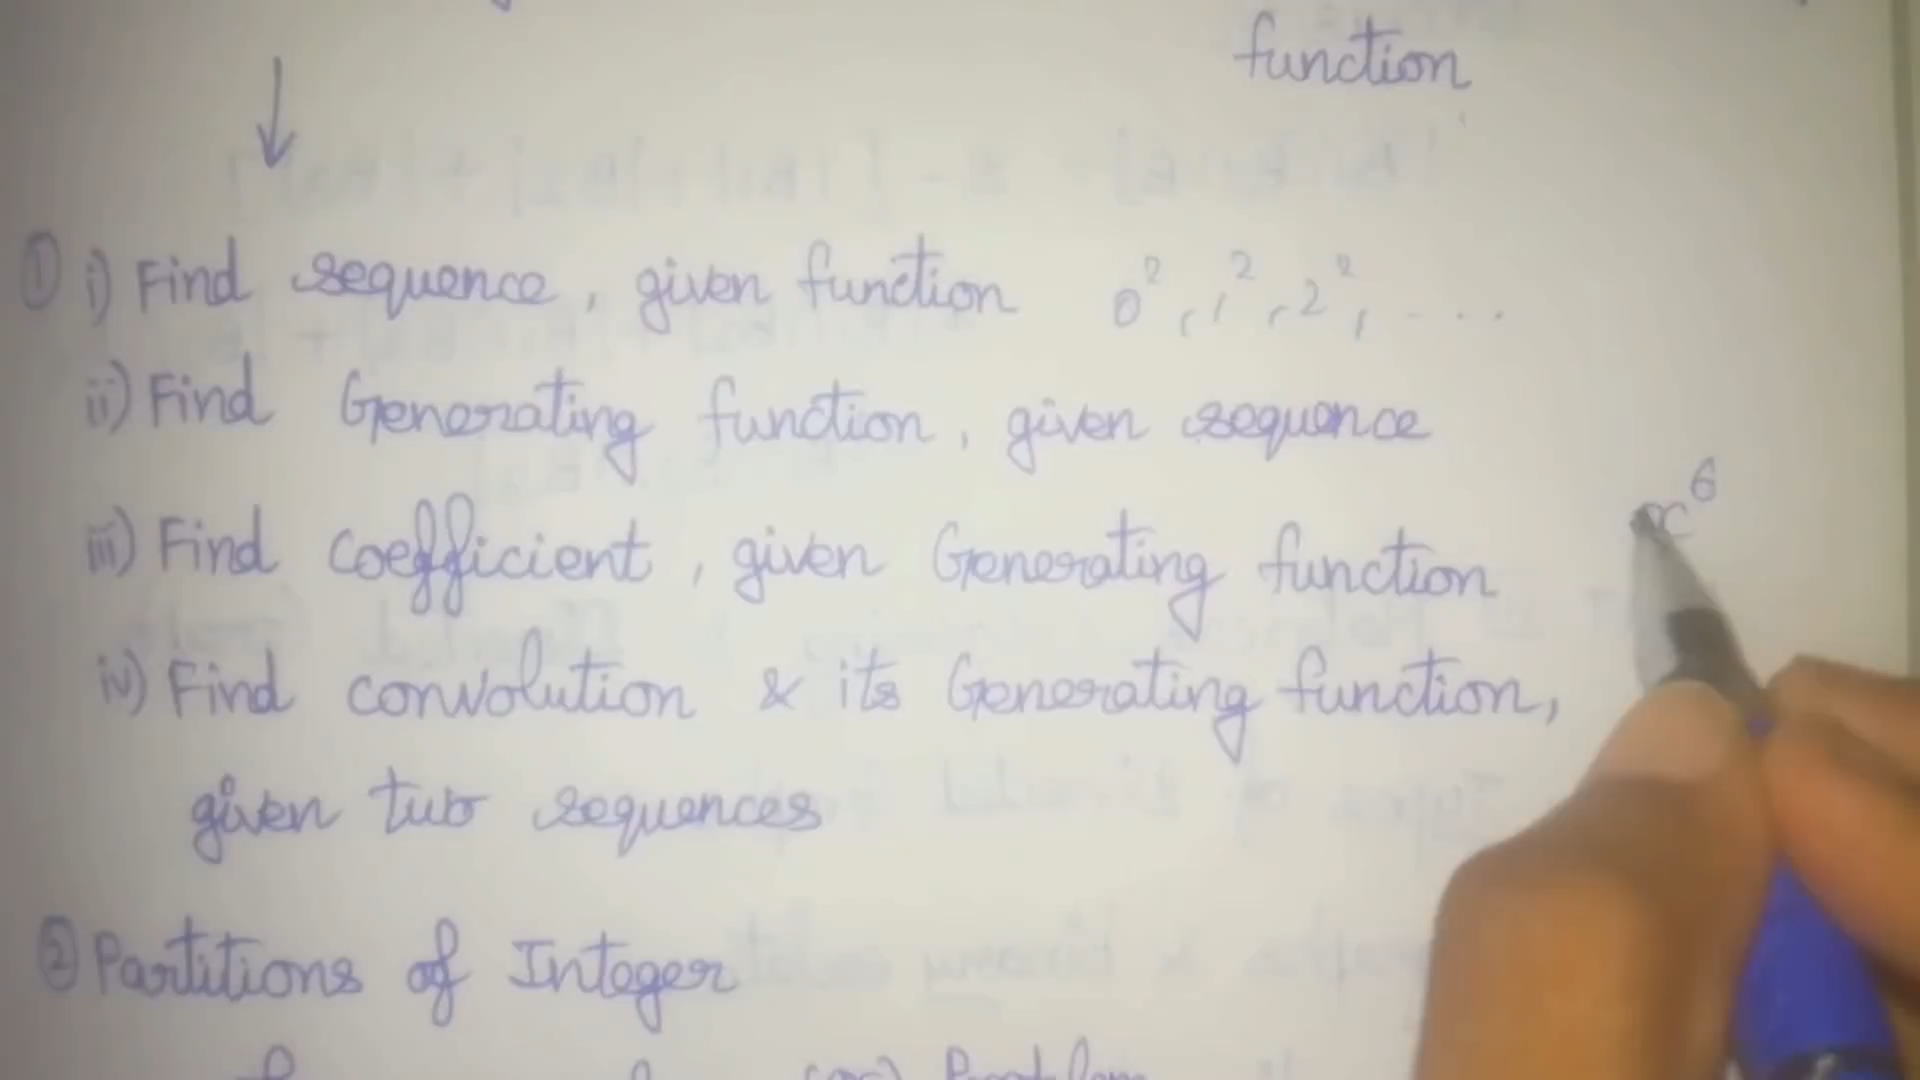 function
① i) Find sequence, given function 0², 1², 2², ....
ii) Find Generating function, given sequence
x⁶
iii) Find Coefficient, given Generating function
iv) Find convolution & its Generating function,
given two sequences
② Partitions of Integer